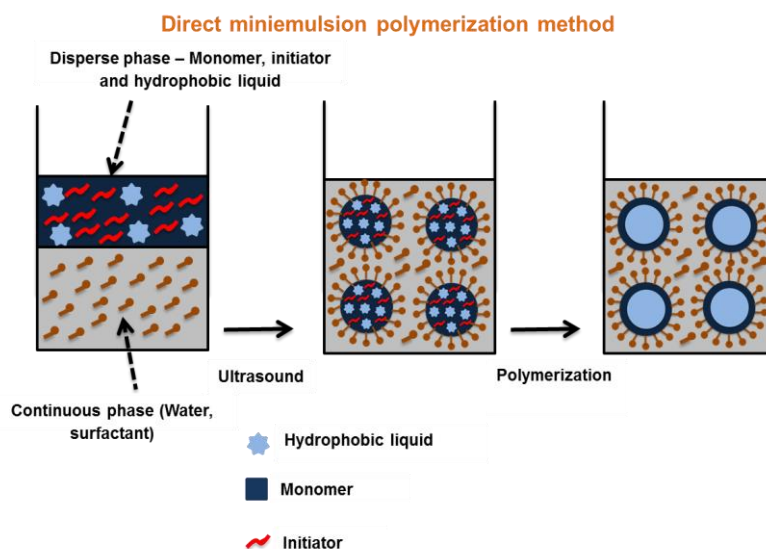 Direct miniemulsion polymerization method
Disperse phase – Monomer, initiator
and hydrophobic liquid
Ultrasound
Polymerization
Continuous phase (Water,
surfactant)
Hydrophobic liquid
Monomer
Initiator